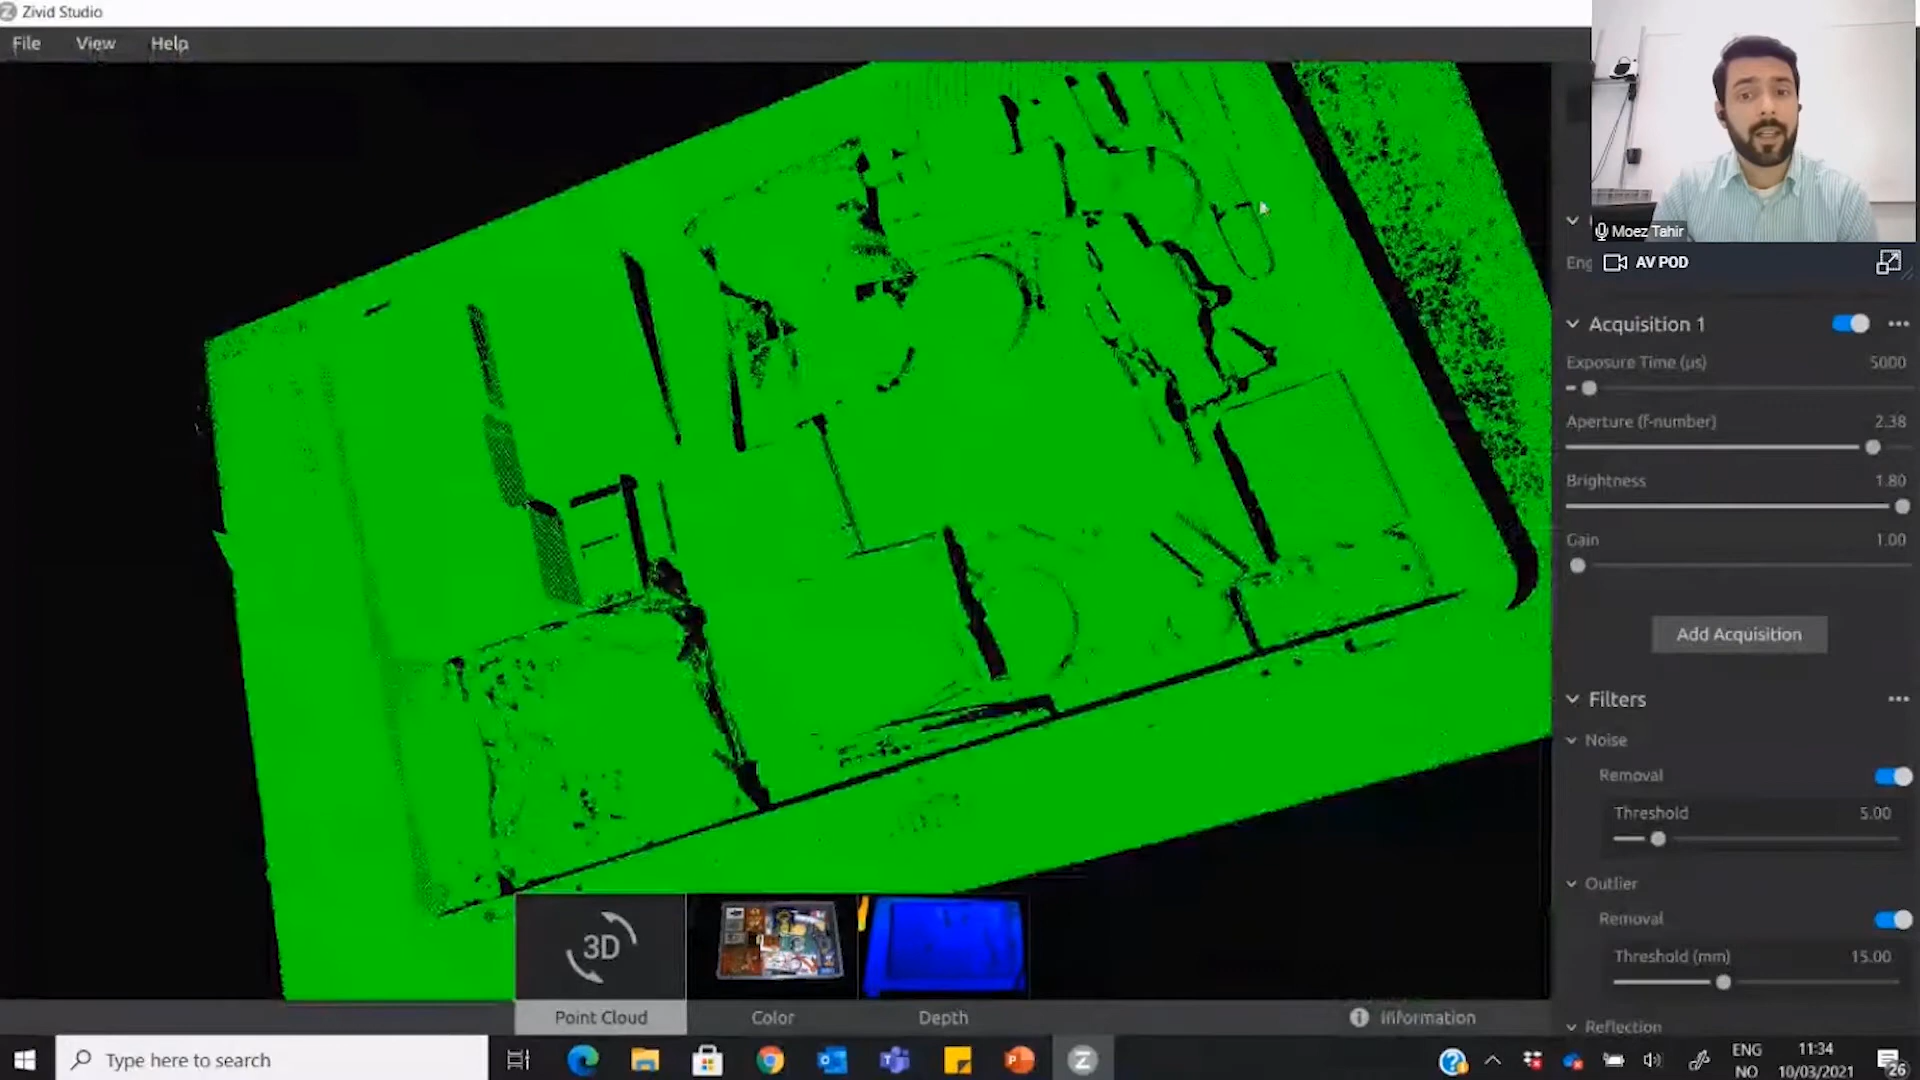 Zivid Studio
File View Help
Moez Tahir
AV POD
Eng
Acquisition 1
Exposure Time (µs) 5000
Aperture (f-number) 2.38
Brightness 1.80
Gain 1.00
Add Acquisition
Filters
Noise
Removal
Threshold 5.00
Outlier
Removal
Threshold (mm) 15.00
Reflection
3D
Point Cloud Color Depth
Information
Type here to search
ENG
NO
11:34
10/03/2021
26